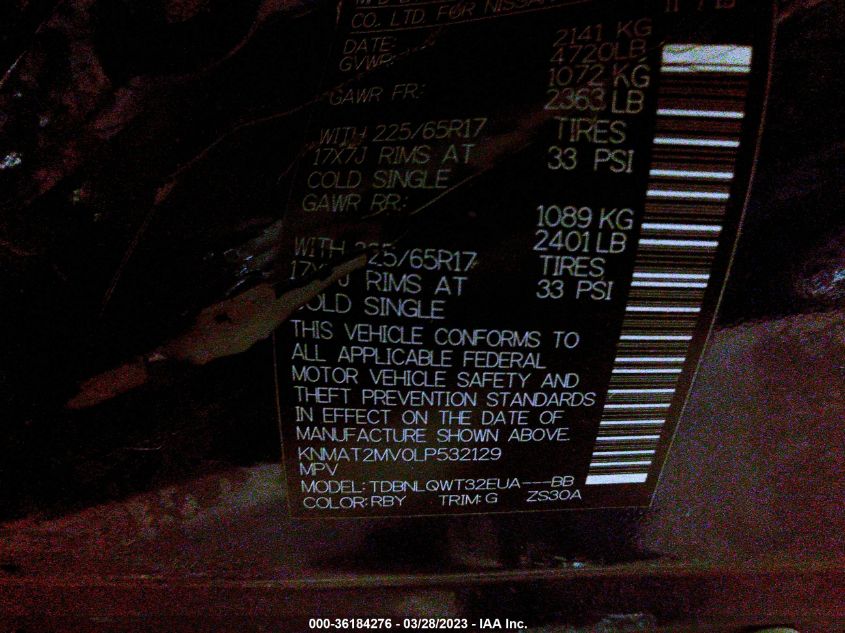 CO. LTD. FOR NISSAN
DATE:
GVWR: 2141 KG
4720LB
GAWR FR: 1072 KG
2363 LB
WITH 225/65R17 TIRES
17X7J RIMS AT 33 PSI
COLD SINGLE
GAWR RR: 1089 KG
2401 LB
WITH 225/65R17 TIRES
17X7J RIMS AT 33 PSI
COLD SINGLE
THIS VEHICLE CONFORMS TO
ALL APPLICABLE FEDERAL
MOTOR VEHICLE SAFETY AND
THEFT PREVENTION STANDARDS
IN EFFECT ON THE DATE OF
MANUFACTURE SHOWN ABOVE.
KNMAT2MV0LP532129
MPV
MODEL: TDBNLQWT32EUA---BB
COLOR: RBY TRIM: G ZS30A
000-36184276 - 03/28/2023 - IAA Inc.